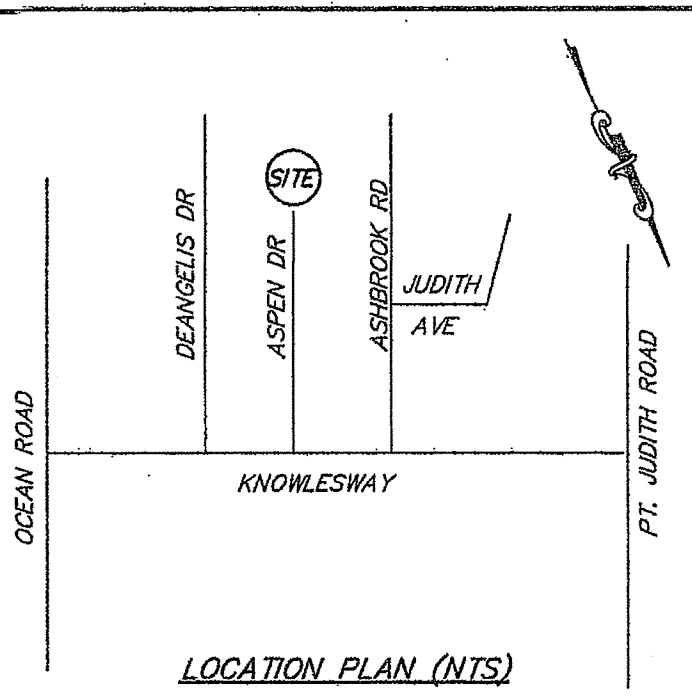 SITE
DEANGELIS DR
ASPEN DR
ASHBROOK RD
JUDITH
AVE
OCEAN ROAD
PT. JUDITH ROAD
KNOWLESWAY
LOCATION PLAN (NTS)